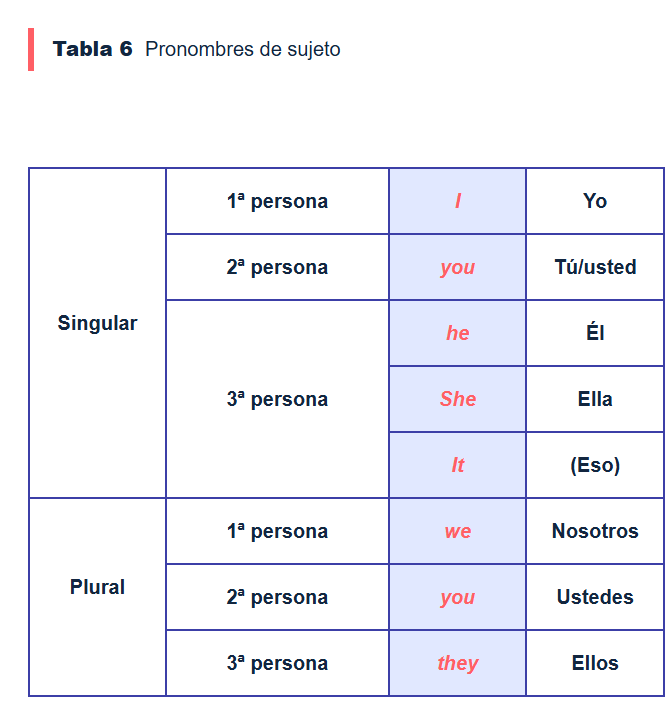 Tabla 6 Pronombres de sujeto
Singular
1ª persona
I
Yo
2ª persona
you
Tú/usted
3ª persona
he
Él
She
Ella
It
(Eso)
Plural
1ª persona
we
Nosotros
2ª persona
you
Ustedes
3ª persona
they
Ellos